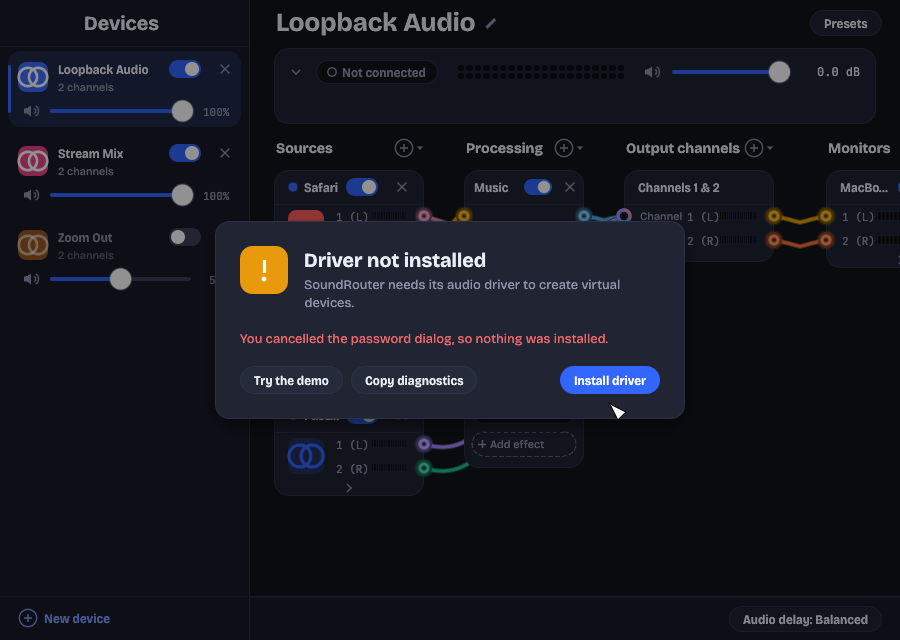 Devices
Loopback Audio
2 channels
100%
Stream Mix
2 channels
100%
Zoom Out
2 channels
Loopback Audio
Presets
Not connected
0.0 dB
Sources
Processing
Output channels
Monitors
Safari
Music
Channels 1 & 2
MacBo...
1 (L)
Channel 1 (L)
2 (R)
1 (L)
2 (R)
!
Driver not installed
SoundRouter needs its audio driver to create virtual
devices.
You cancelled the password dialog, so nothing was installed.
Try the demo
Copy diagnostics
Install driver
1 (L)
2 (R)
+ Add effect
New device
Audio delay: Balanced